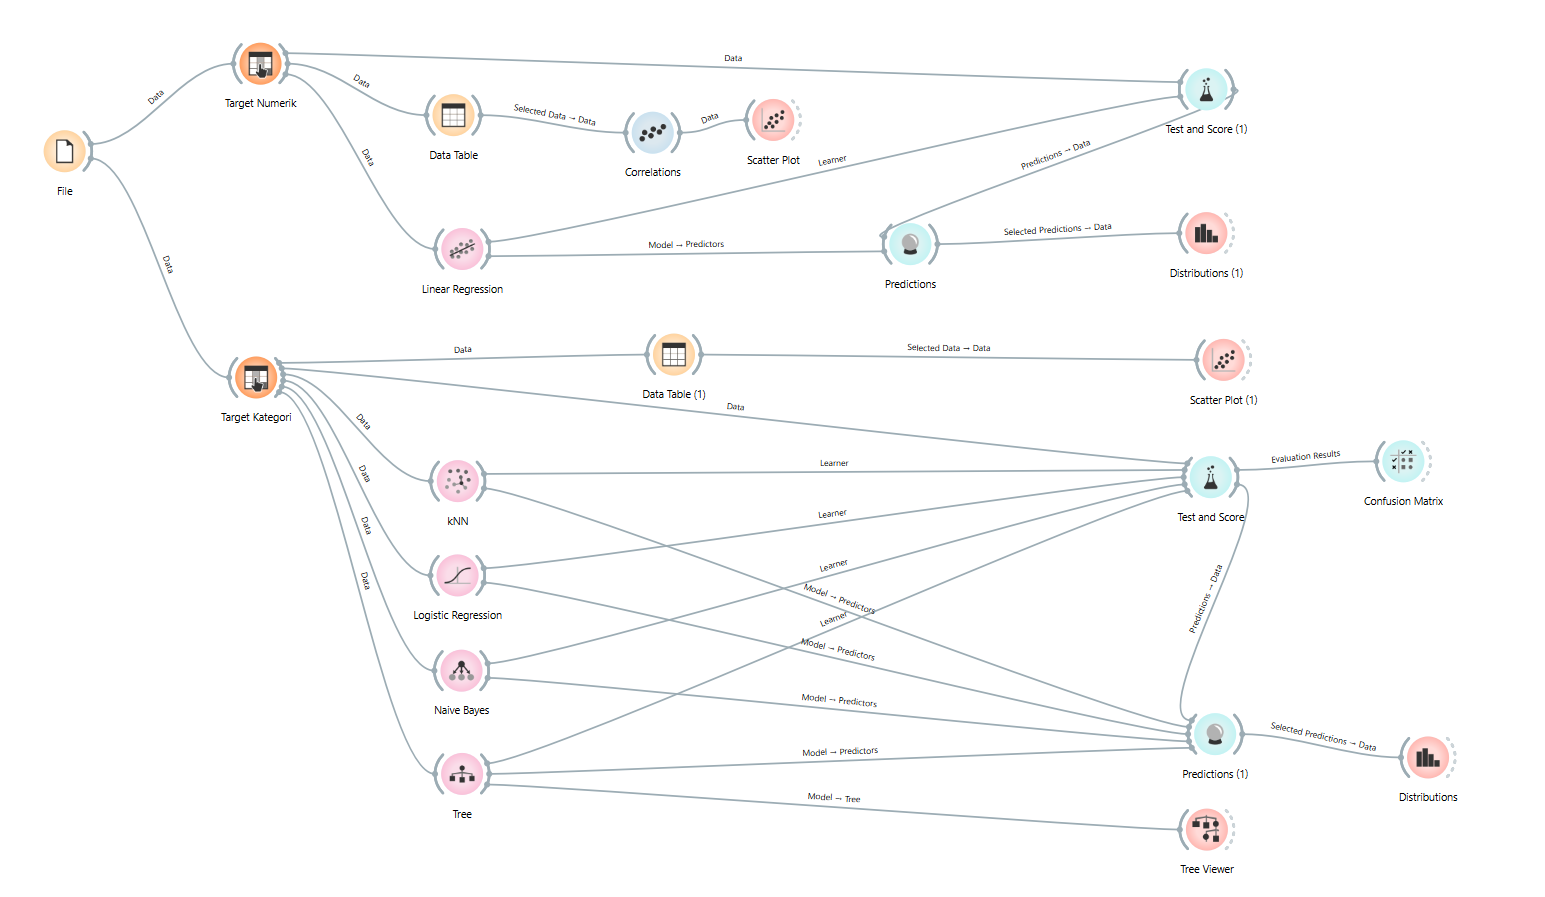 Data
Target Numerik
Data
Data
Data Table
Selected Data → Data
Correlations
Data
Scatter Plot
Test and Score (1)
Data
File
Data
Linear Regression
Learner
Model → Predictors
Predictions → Data
Predictions
Selected Predictions → Data
Distributions (1)
Data
Target Kategori
Data
Data Table (1)
Selected Data → Data
Scatter Plot (1)
Data
Data
kNN
Learner
Test and Score
Evaluation Results
Confusion Matrix
Data
Logistic Regression
Learner
Data
Naive Bayes
Learner
Data
Tree
Learner
Model → Predictors
Model → Predictors
Model → Predictors
Model → Predictors
Predictions → Data
Predictions (1)
Selected Predictions → Data
Distributions
Model → Tree
Tree Viewer